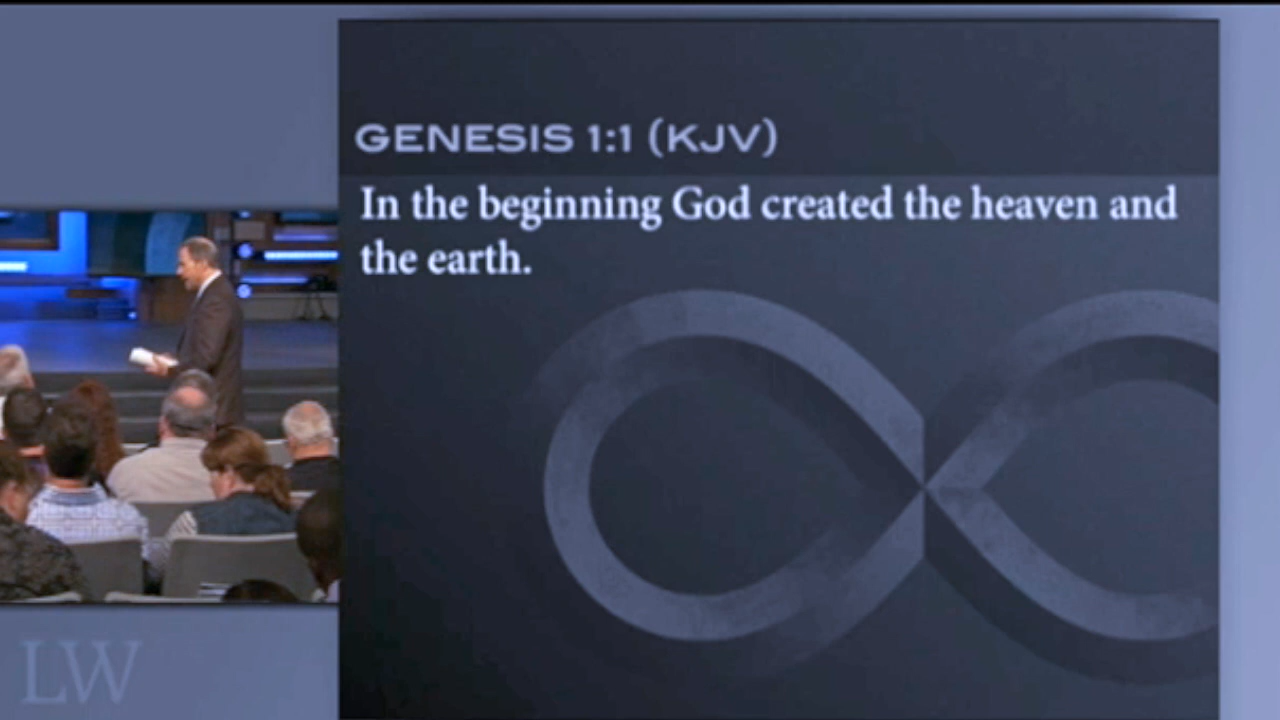 GENESIS 1:1 (KJV)
In the beginning God created the heaven and
the earth.
LW